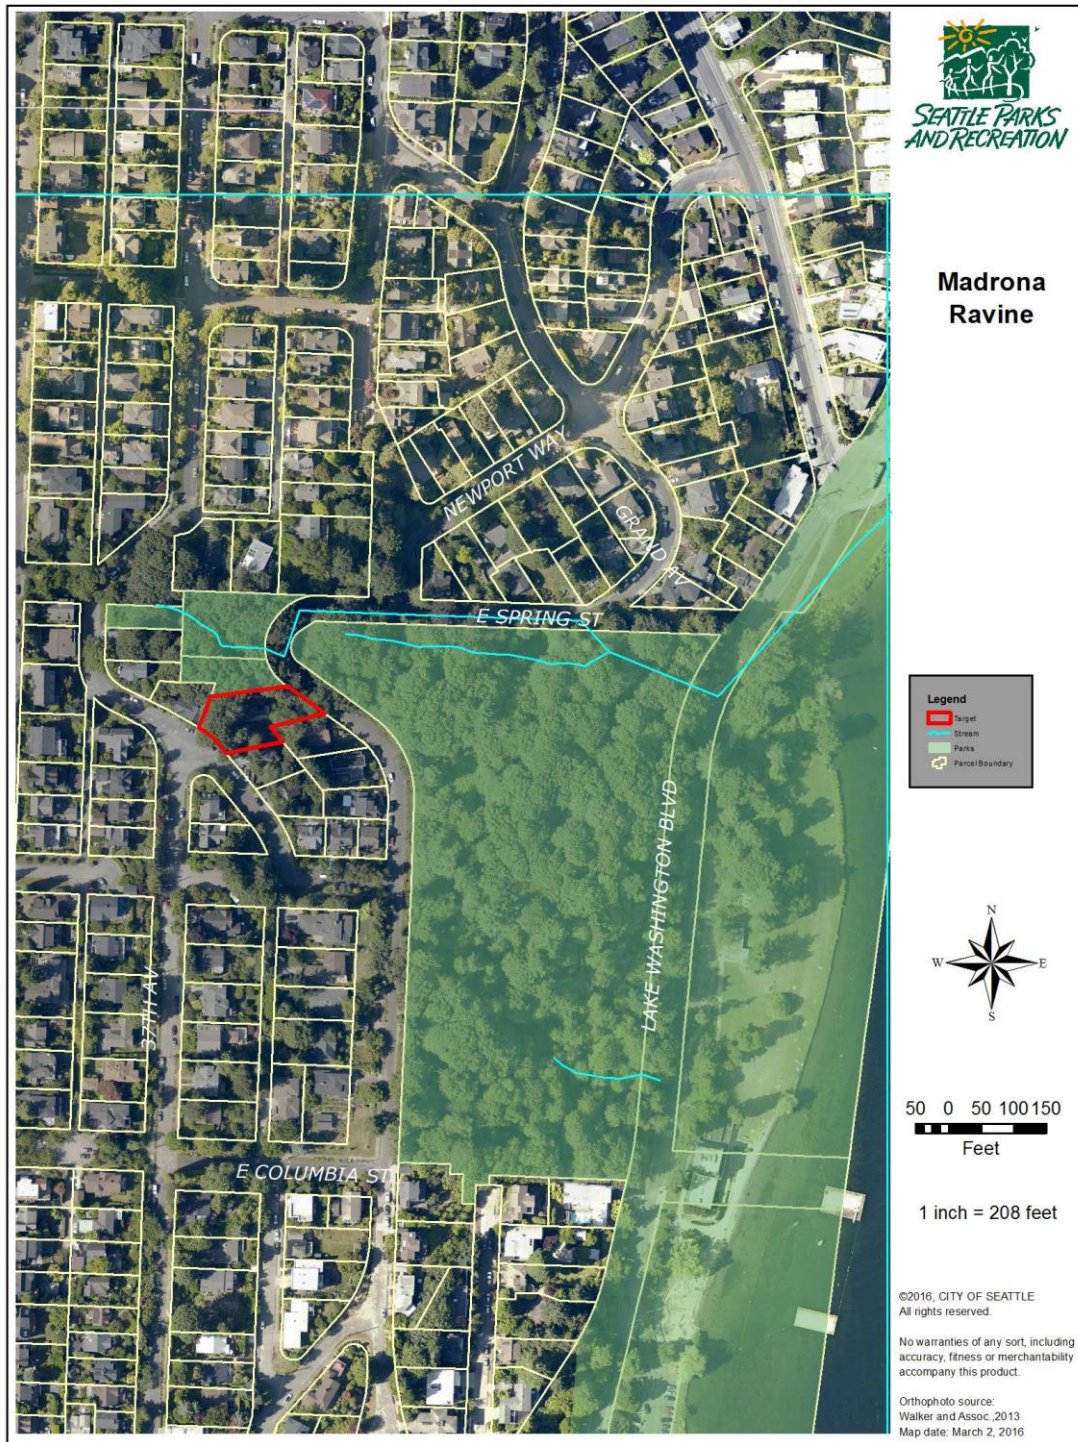 SEATTLE PARKS
AND RECREATION
Madrona
Ravine
NEWPORT WAY
GRAND AV
E SPRING ST
Legend
Target
Stream
Parks
Parcel Boundary
LAKE WASHINGTON BLVD
37TH AV
N
W
E
S
50 0 50 100 150
Feet
E COLUMBIA ST
1 inch = 208 feet
©2016, CITY OF SEATTLE
All rights reserved.
No warranties of any sort, including
accuracy, fitness or merchantability
accompany this product.
Orthophoto source:
Walker and Assoc.,2013
Map date: March 2, 2016